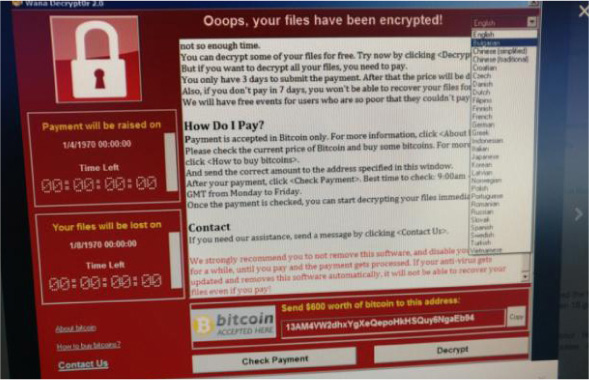 Wana Decrypt0r 2.0
Ooops, your files have been encrypted!
English
not so enough time.
You can decrypt some of your files for free. Try now by clicking <Decryp
But if you want to decrypt all your files, you need to pay.
You only have 3 days to submit the payment. After that the price will be d
Also, if you don't pay in 7 days, you won't be able to recover your files for
We will have free events for users who are so poor that they couldn't pay
How Do I Pay?
Payment is accepted in Bitcoin only. For more information, click <About
Please check the current price of Bitcoin and buy some bitcoins. For more
click <How to buy bitcoins>.
And send the correct amount to the address specified in this window.
After your payment, click <Check Payment>. Best time to check: 9:00am
GMT from Monday to Friday.
Once the payment is checked, you can start decrypting your files immedi
Contact
If you need our assistance, send a message by clicking <Contact Us>.
We strongly recommend you to not remove this software, and disable yo
for a while, until you pay and the payment gets processed. If your anti-virus gets
updated and removes this software automatically, it will not be able to recover your
files even if you pay!
English
Bulgarian
Chinese (simplified)
Chinese (traditional)
Croatian
Czech
Danish
Dutch
Filipino
Finnish
French
German
Greek
Indonesian
Italian
Japanese
Korean
Latvian
Norwegian
Polish
Portuguese
Romanian
Russian
Slovak
Spanish
Swedish
Turkish
Vietnamese
Payment will be raised on
1/4/1970 00:00:00
Time Left
00:00:00:00
Your files will be lost on
1/8/1970 00:00:00
Time Left
00:00:00:00
About bitcoin
How to buy bitcoins?
Contact Us
bitcoin
ACCEPTED HERE
Send $600 worth of bitcoin to this address:
13AM4VW2dhxYgXeQepoHkHSQuy6NgaEb94
Copy
Check Payment
Decrypt